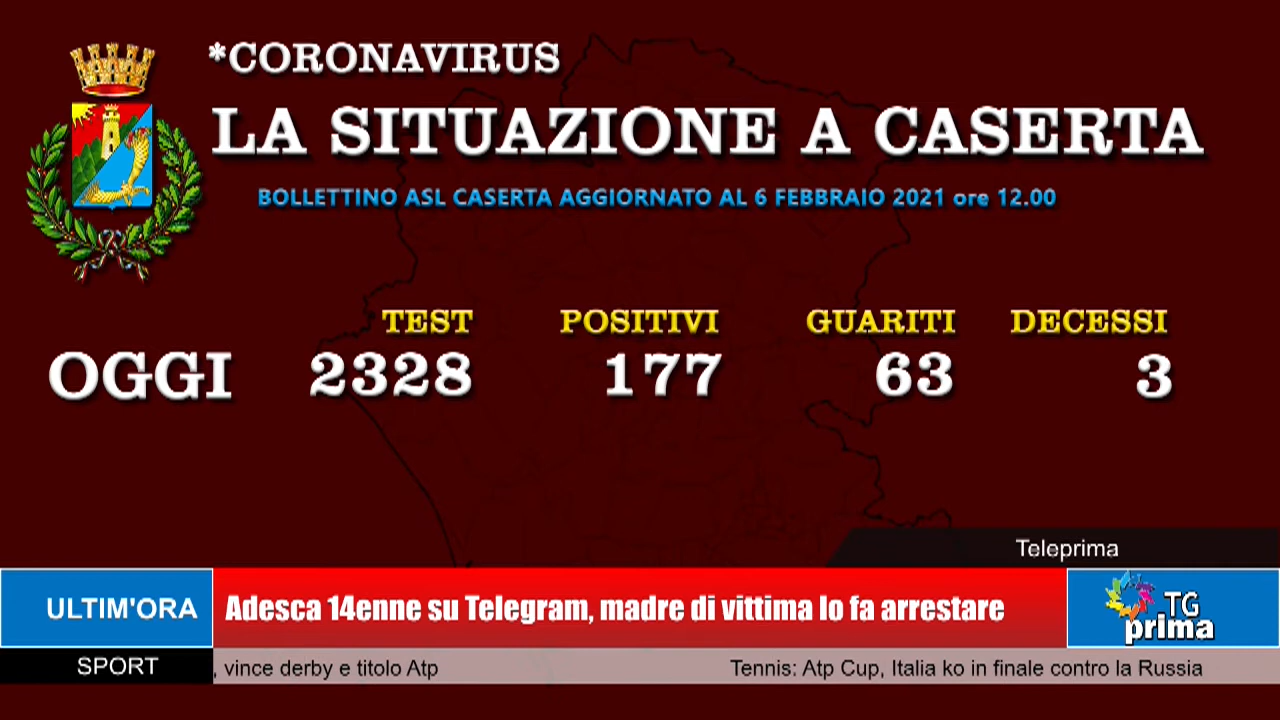 *CORONAVIRUS
LA SITUAZIONE A CASERTA
BOLLETTINO ASL CASERTA AGGIORNATO AL 6 FEBBRAIO 2021 ore 12.00
TEST POSITIVI GUARITI DECESSI
OGGI 2328 177 63 3
Teleprima
ULTIM'ORA Adesca 14enne su Telegram, madre di vittima lo fa arrestare
TG
prima
SPORT , vince derby e titolo Atp Tennis: Atp Cup, Italia ko in finale contro la Russia